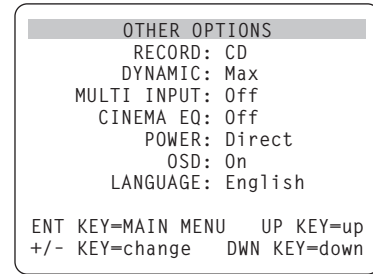 OTHER OPTIONS
RECORD: CD
DYNAMIC: Max
MULTI INPUT: Off
CINEMA EQ: Off
POWER: Direct
OSD: On
LANGUAGE: English
ENT KEY=MAIN MENU UP KEY=up
+/- KEY=change DWN KEY=down